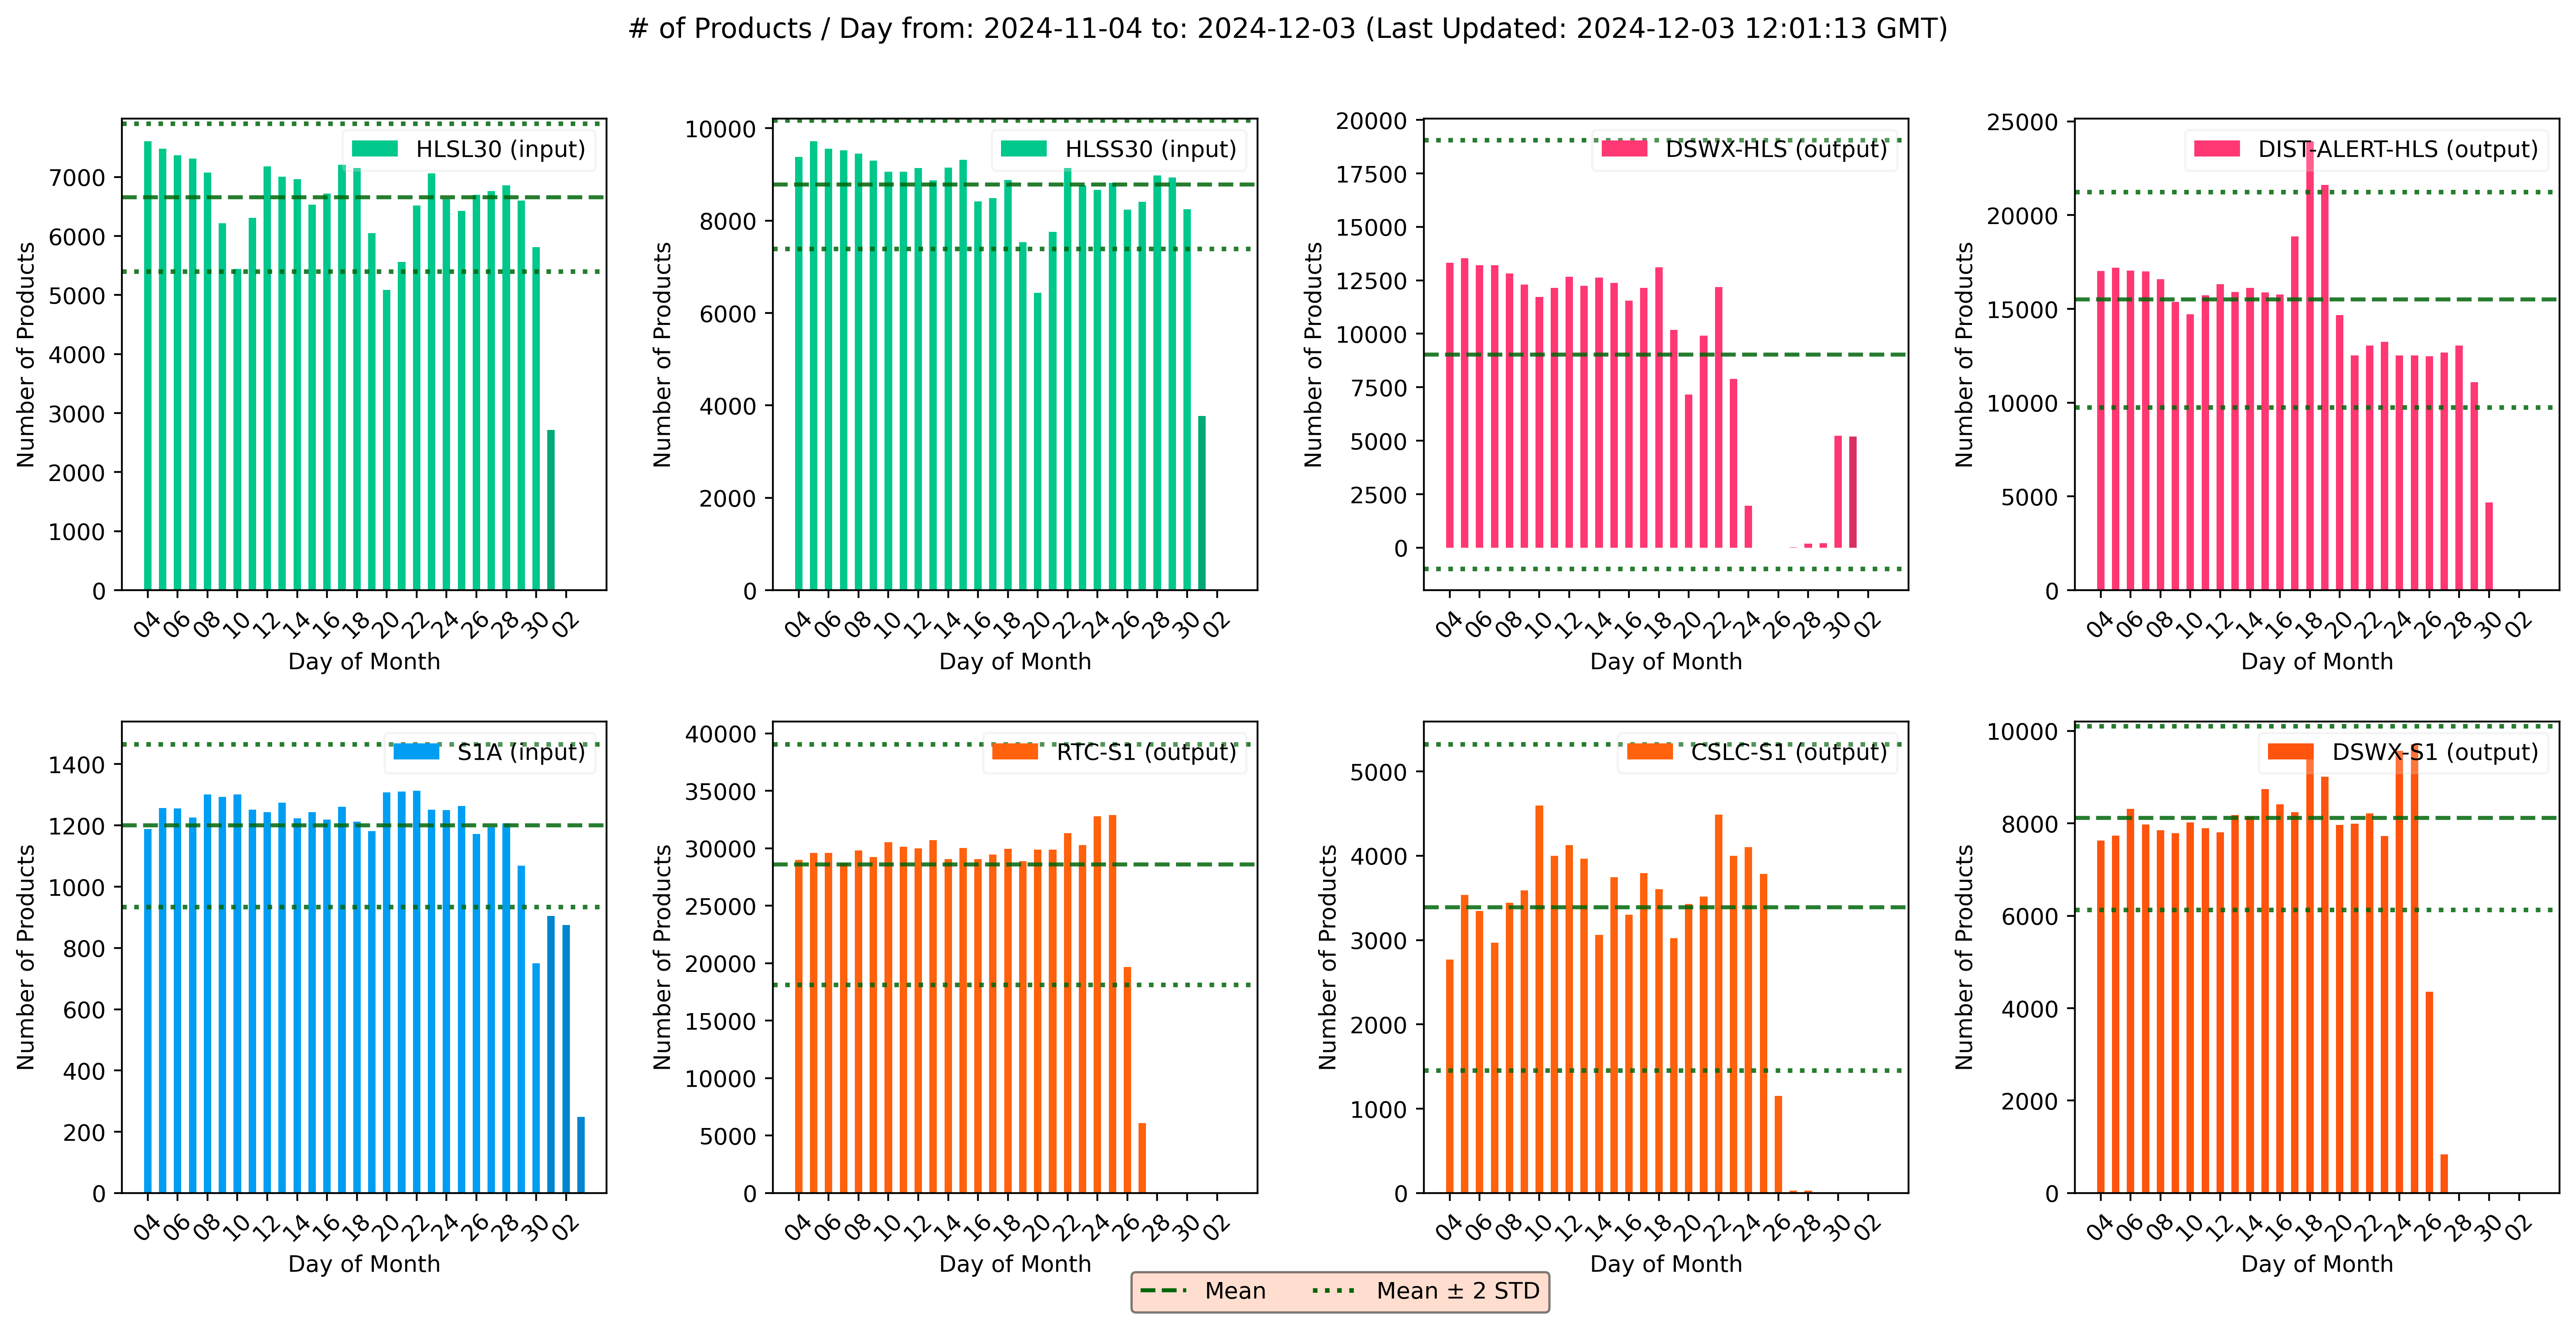 # of Products / Day from: 2024-11-04 to: 2024-12-03 (Last Updated: 2024-12-03 12:01:13 GMT)
HLSL30 (input)
Number of Products
7000
6000
5000
4000
3000
2000
1000
0
04 06 08 10 12 14 16 18 20 22 24 26 28 30 02
Day of Month
HLSS30 (input)
Number of Products
10000
8000
6000
4000
2000
0
04 06 08 10 12 14 16 18 20 22 24 26 28 30 02
Day of Month
DSWX-HLS (output)
Number of Products
20000
17500
15000
12500
10000
7500
5000
2500
0
04 06 08 10 12 14 16 18 20 22 24 26 28 30 02
Day of Month
DIST-ALERT-HLS (output)
Number of Products
25000
20000
15000
10000
5000
0
04 06 08 10 12 14 16 18 20 22 24 26 28 30 02
Day of Month
S1A (input)
Number of Products
1400
1200
1000
800
600
400
200
0
04 06 08 10 12 14 16 18 20 22 24 26 28 30 02
Day of Month
RTC-S1 (output)
Number of Products
40000
35000
30000
25000
20000
15000
10000
5000
0
04 06 08 10 12 14 16 18 20 22 24 26 28 30 02
Day of Month
CSLC-S1 (output)
Number of Products
5000
4000
3000
2000
1000
0
04 06 08 10 12 14 16 18 20 22 24 26 28 30 02
Day of Month
DSWX-S1 (output)
Number of Products
10000
8000
6000
4000
2000
0
04 06 08 10 12 14 16 18 20 22 24 26 28 30 02
Day of Month
Mean Mean ± 2 STD